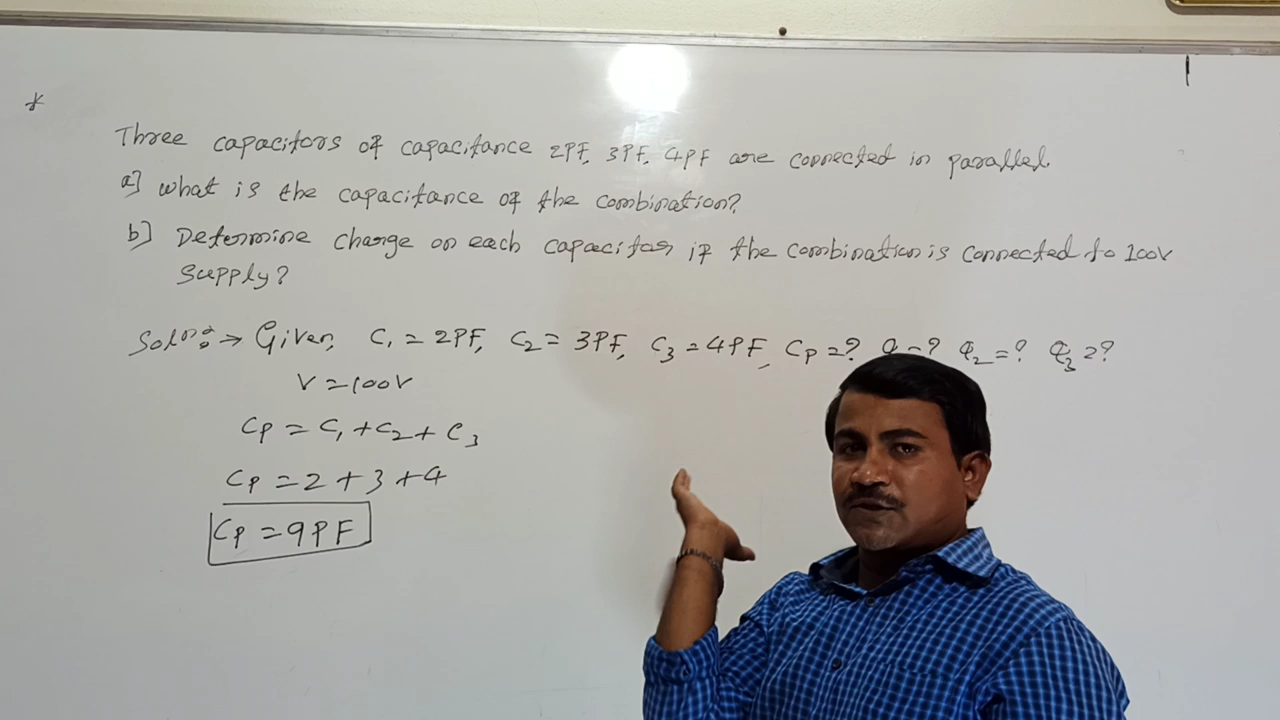 *
Three capacitors of capacitance 2PF, 3PF, 4PF are connected in parallel.
a] what is the capacitance of the combination?
b] Determine charge on each capacitor if the combination is connected to 100V
supply?
Soln:→ Given, C₁ = 2PF, C₂ = 3PF, C₃ = 4PF, CP = ? = ? Q₂ = ? Q₃ = ?
V = 100V
CP = C₁ + C₂ + C₃
CP = 2 + 3 + 4
CP = 9PF